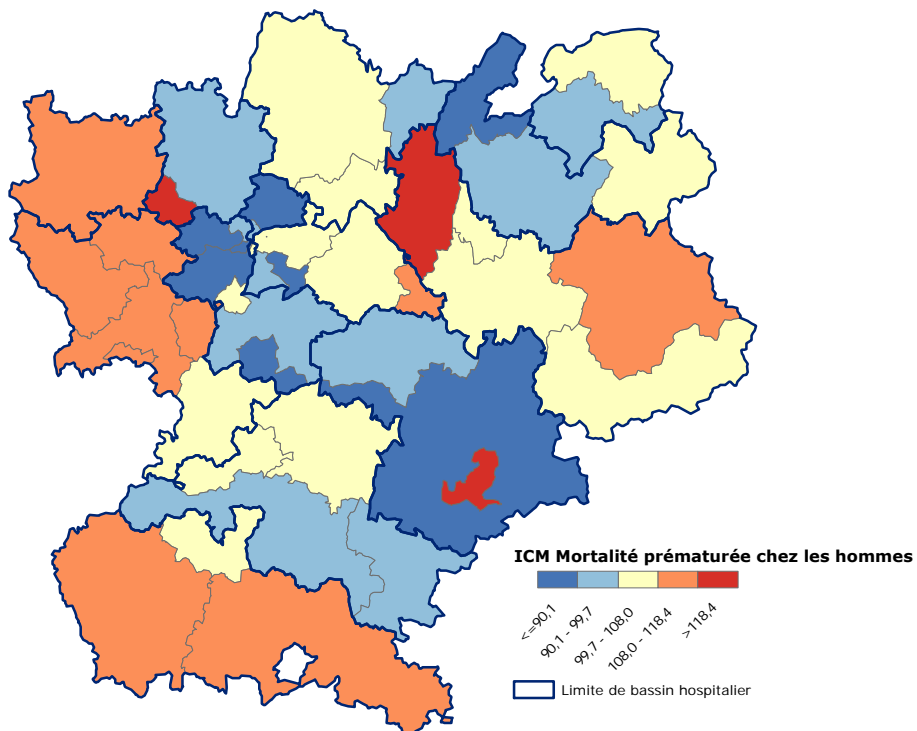 ICM Mortalité prématurée chez les hommes
<=90,1
90,1 - 99,7
99,7 - 108,0
108,0 - 118,4
>118,4
Limite de bassin hospitalier